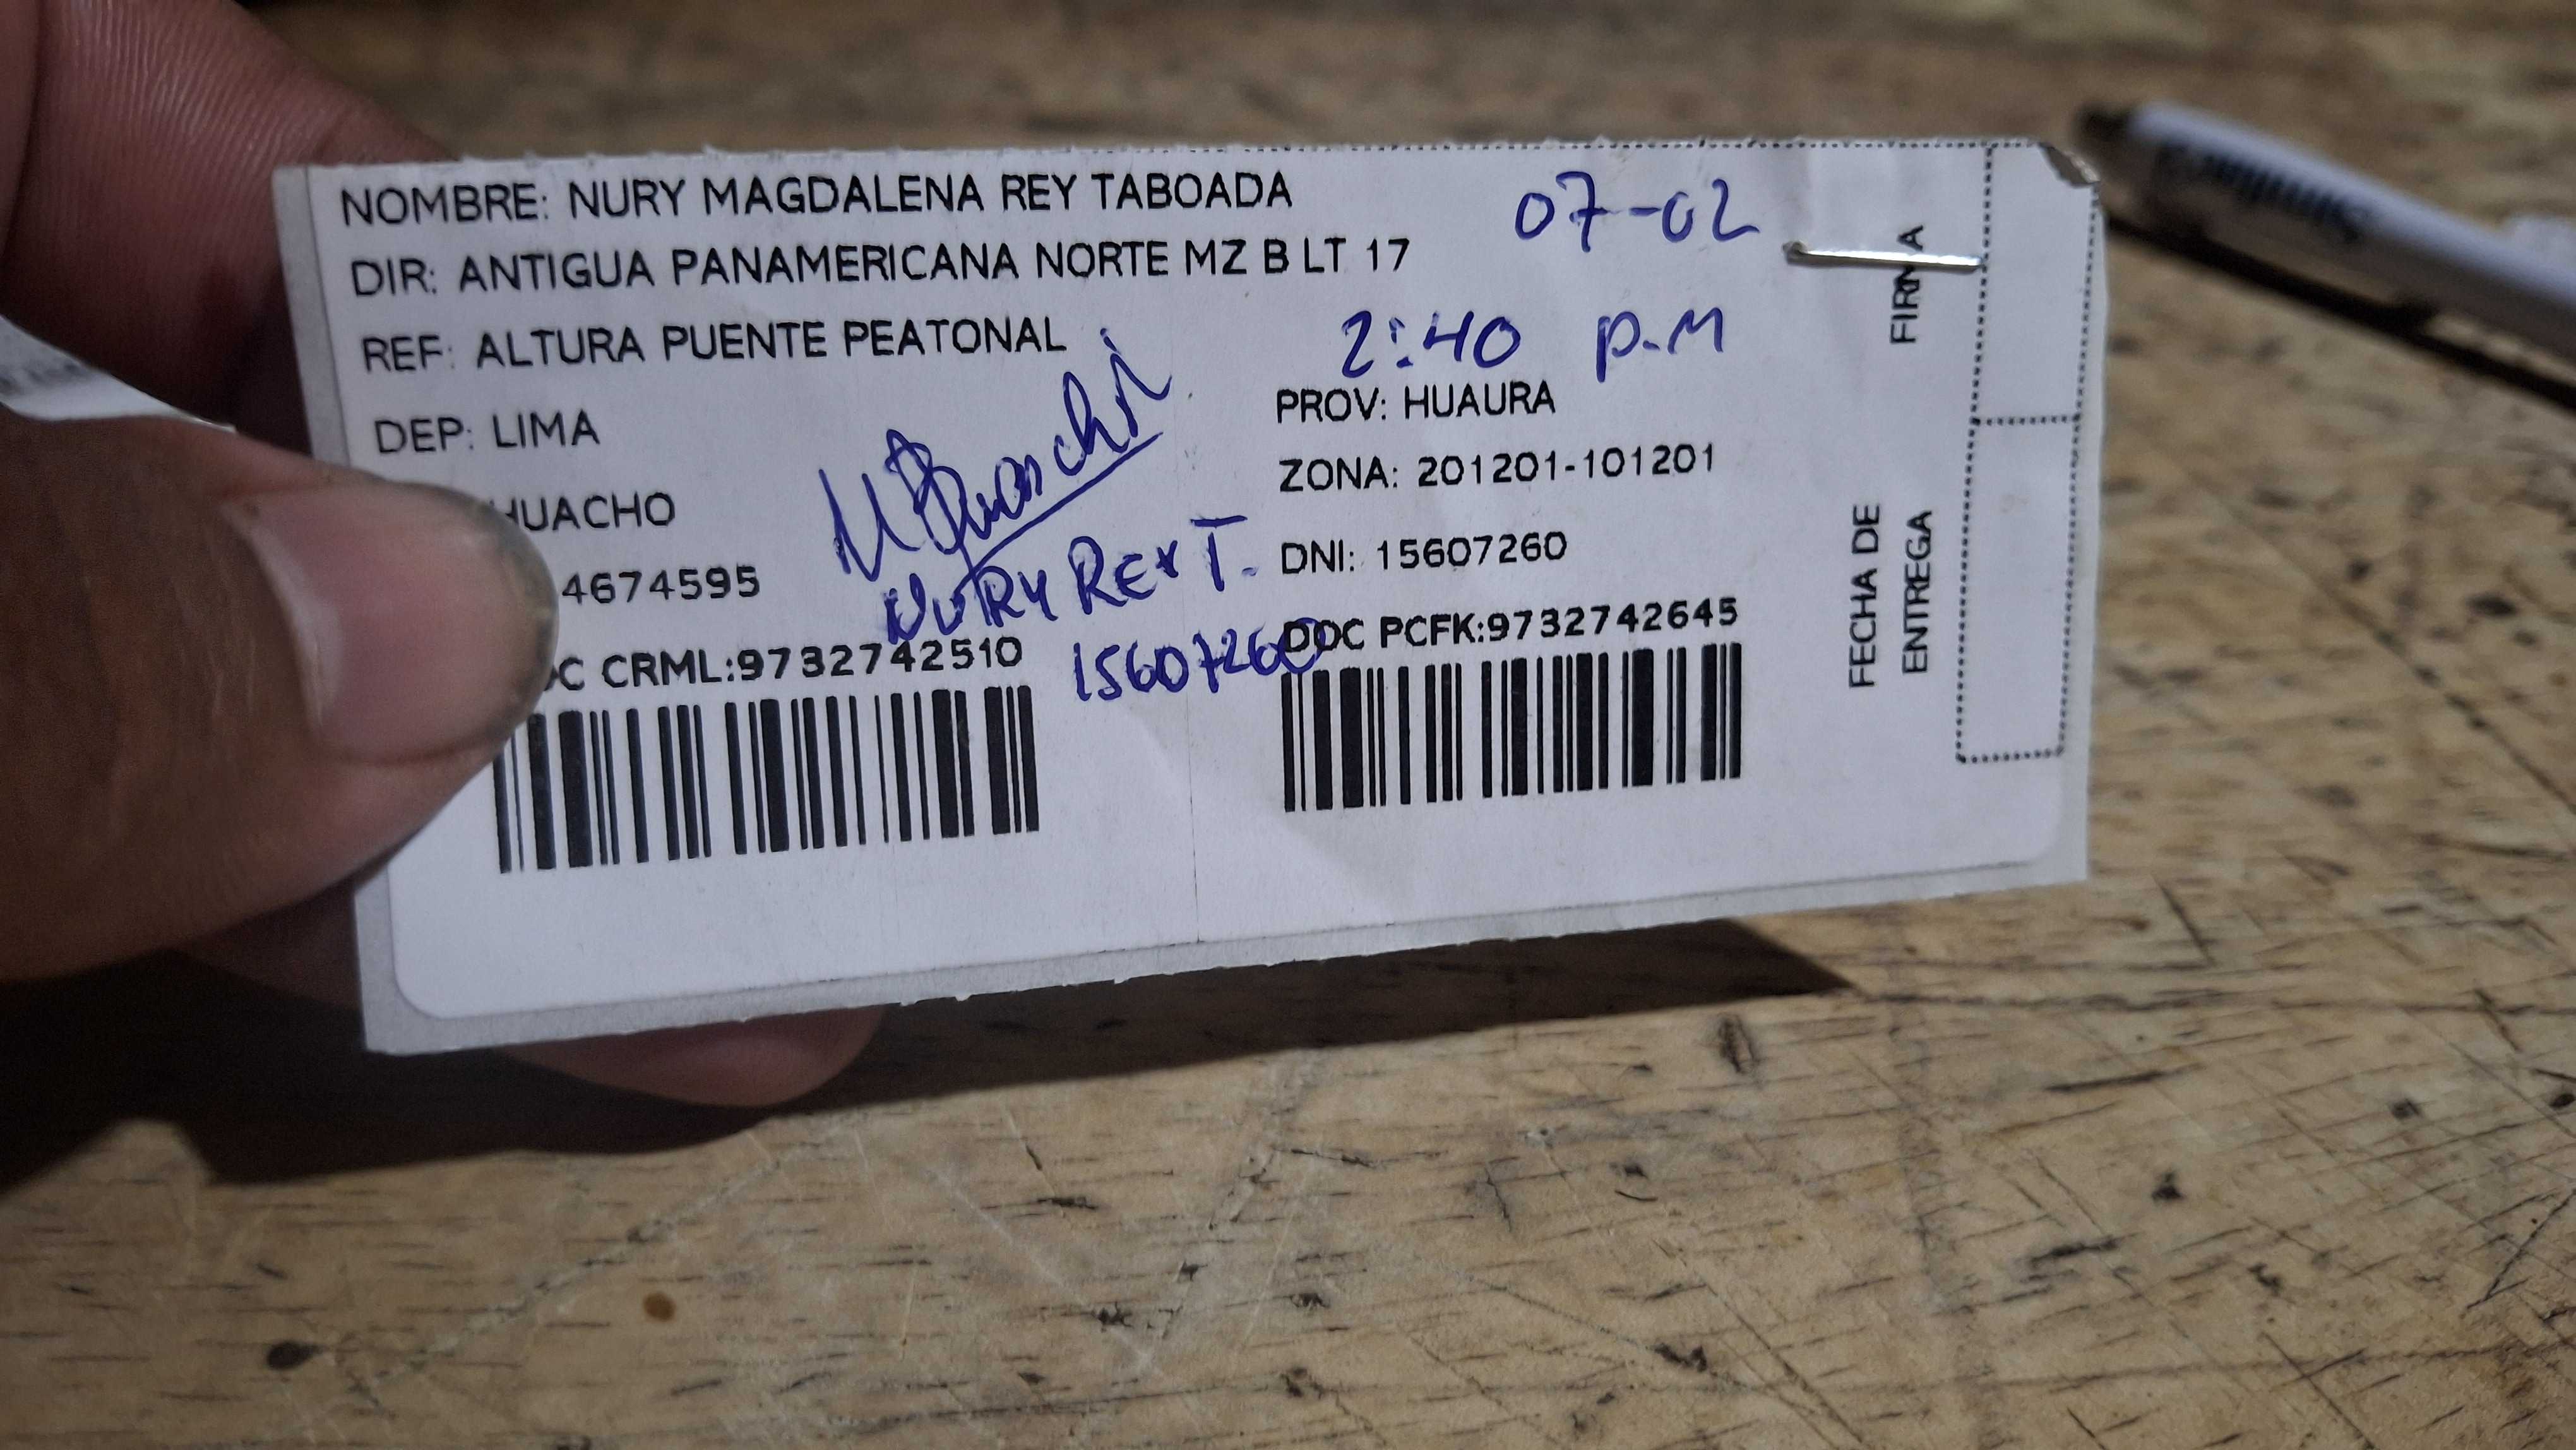 NOMBRE: NURY MAGDALENA REY TABOADA
07-02
DIR: ANTIGUA PANAMERICANA NORTE MZ B LT 17
REF: ALTURA PUENTE PEATONAL
2:40 P.M
DEP: LIMA
PROV: HUAURA
HUACHO
ZONA: 201201-101201
4674595
DNI: 15607260
NURY REY T.
C CRML:9732742510
15607260
DOC PCFK:9732742645
FIRMA
FECHA DE
ENTREGA